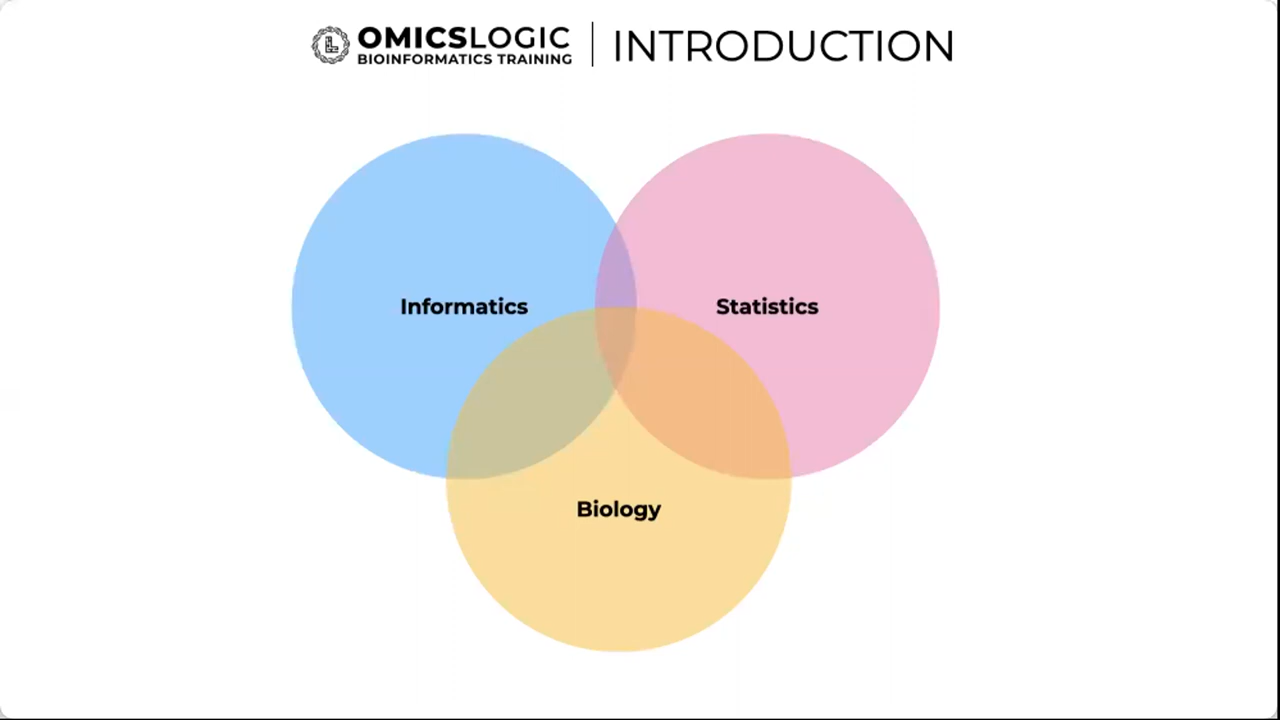 OMICSLOGIC
BIOINFORMATICS TRAINING
INTRODUCTION
Informatics
Statistics
Biology